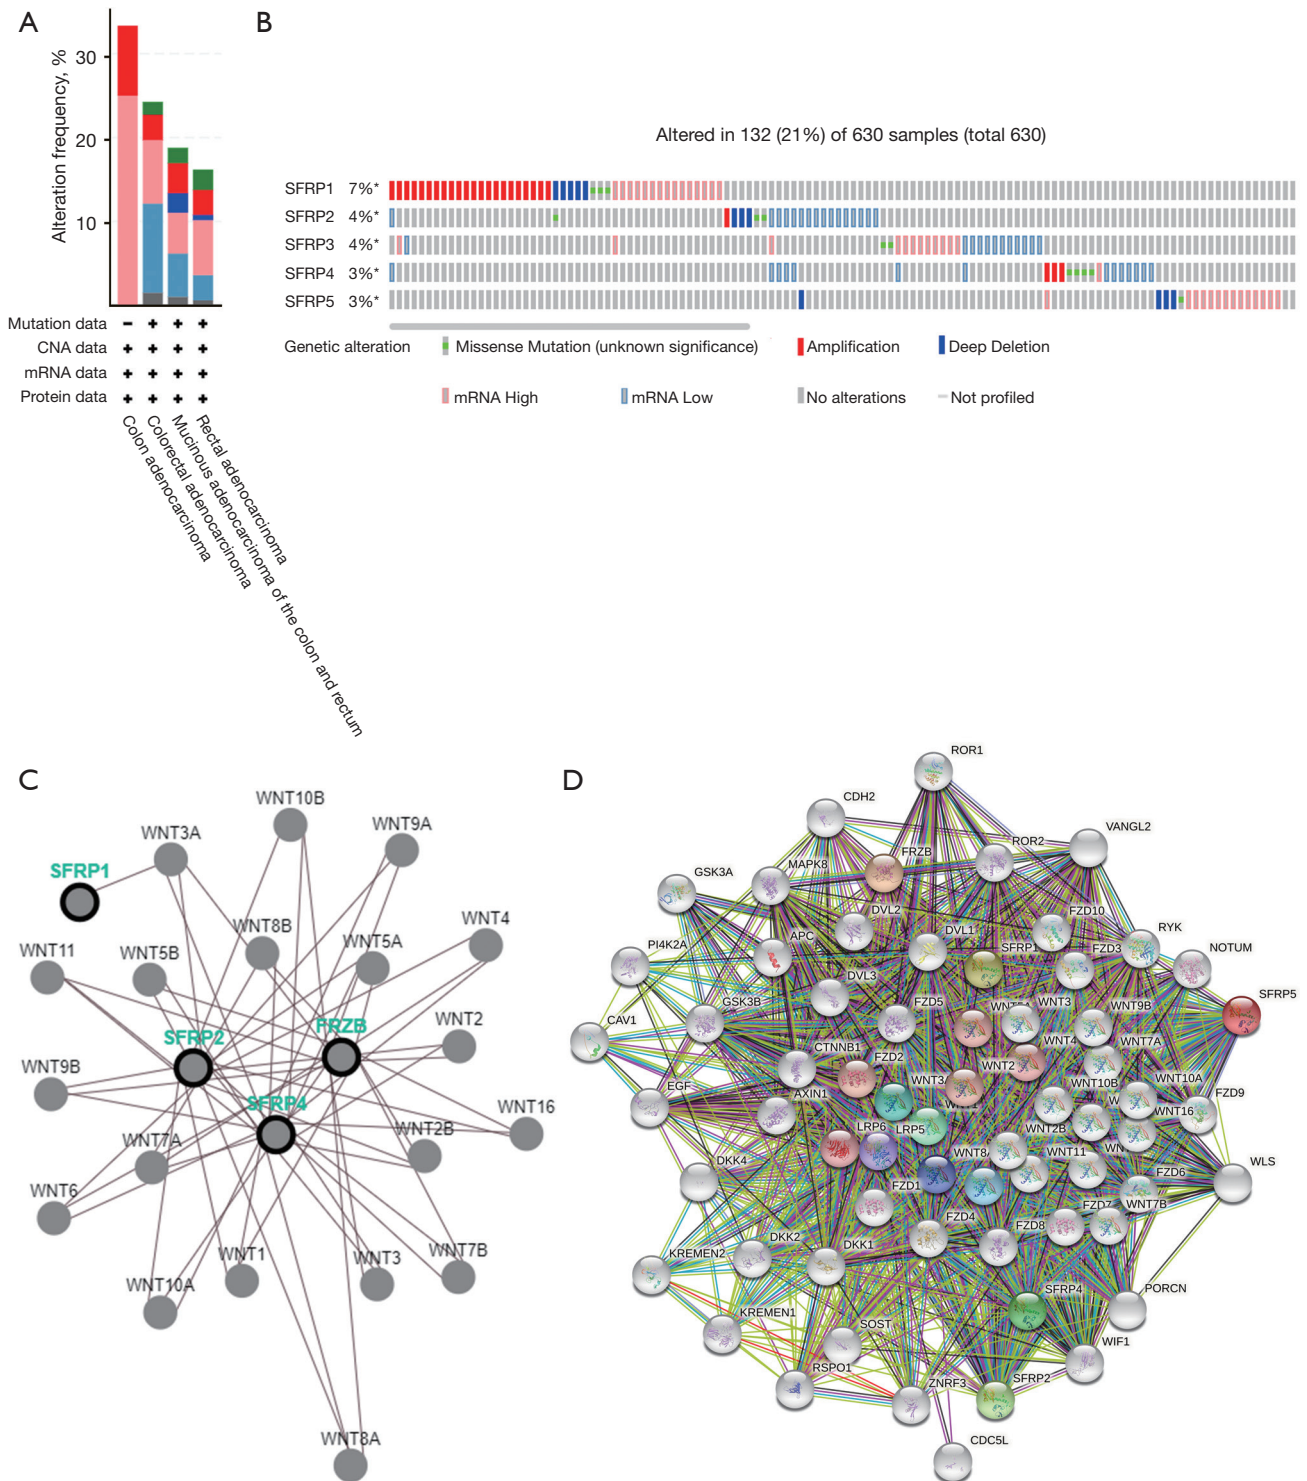 A
Alteration frequency, %
30
20
10
Mutation data
CNA data
mRNA data
Protein data
Colon adenocarcinoma
Colorectal adenocarcinoma
Mucinous adenocarcinoma of the colon and rectum
Rectal adenocarcinoma
B
Altered in 132 (21%) of 630 samples (total 630)
SFRP1 7%*
SFRP2 4%*
SFRP3 4%*
SFRP4 3%*
SFRP5 3%*
Genetic alteration Missense Mutation (unknown significance) Amplification Deep Deletion
mRNA High mRNA Low No alterations Not profiled
C
WNT10B
WNT3A
WNT9A
SFRP1
WNT8B
WNT4
WNT11
WNT5B
WNT5A
SFRP2
FRZB
WNT2
WNT9B
SFRP4
WNT16
WNT7A
WNT2B
WNT6
WNT1
WNT3
WNT7B
WNT10A
WNT8A
D
ROR1
CDH2
VANGL2
FRZB
ROR2
MAPK8
GSK3A
DVL2
FZD10
APC
DVL1
RYK
PI4K2A
SFRP1
FZD3
NOTUM
DVL3
SFRP5
GSK3B
FZD5
WNT3
WNT9B
CAV1
CTNNB1
WNT4
WNT7A
FZD2
WNT2
EGF
WNT3A
WNT10B
WNT10A
FZD9
AXIN1
WNT16
LRP6
LRP5
WNT2B
DKK4
WNT8A
WNT11
WLS
FZD1
FZD6
WNT7B
FZD4
FZD8
FZD7
KREMEN2
DKK2
DKK1
SFRP4
PORCN
KREMEN1
SOST
WIF1
RSPO1
ZNRF3
SFRP2
CDC5L